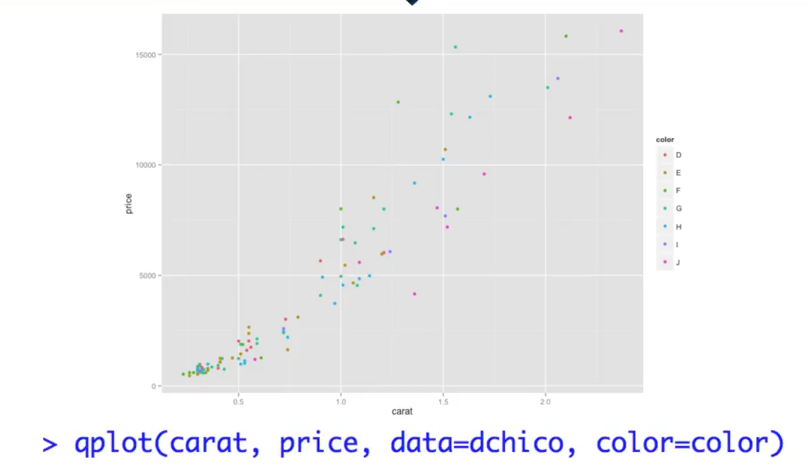 15000
10000
5000
0
price
0.5 1.0 1.5 2.0
carat
color
D
E
F
G
H
I
J
> qplot(carat, price, data=dchico, color=color)